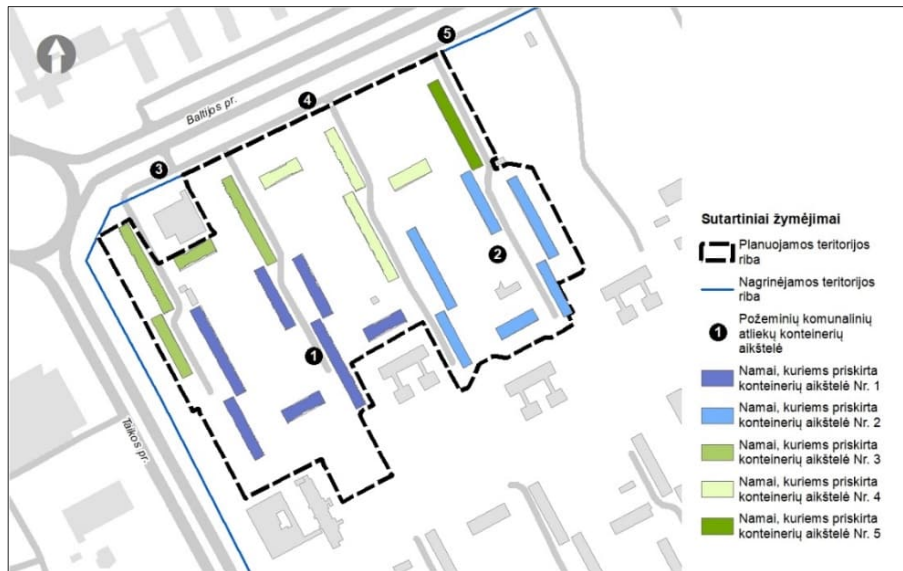 5
4
Baltijos pr.
3
2
1
Taikos pr.
Sutartiniai žymėjimai
Planuojamos teritorijos
riba
Nagrinėjamos teritorijos
riba
1
Požeminių komunalinių
atliekų konteinerių
aikštelė
Namai, kuriems priskirta
konteinerių aikštelė Nr. 1
Namai, kuriems priskirta
konteinerių aikštelė Nr. 2
Namai, kuriems priskirta
konteinerių aikštelė Nr. 3
Namai, kuriems priskirta
konteinerių aikštelė Nr. 4
Namai, kuriems priskirta
konteinerių aikštelė Nr. 5